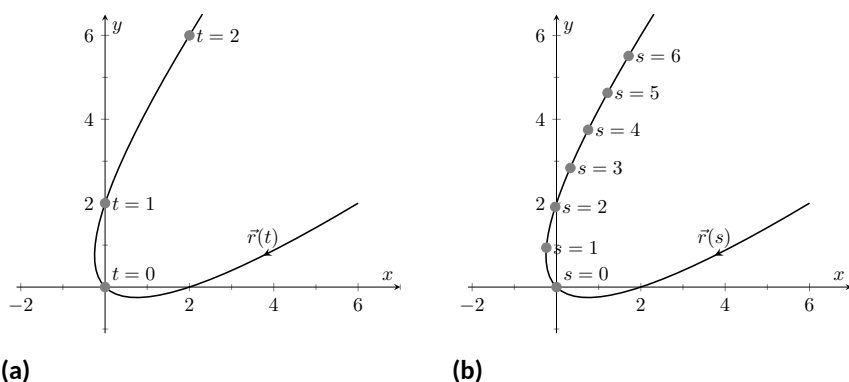 6
y
t = 2
4
2
t = 1
r⃗(t)
t = 0
x
−2
2
4
6
(a)
6
y
s = 6
s = 5
4
s = 4
s = 3
2
s = 2
s = 1
r⃗(s)
s = 0
x
−2
2
4
6
(b)